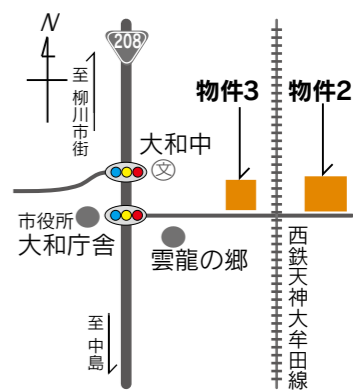 N
208
至 柳川市街
物件3
物件2
大和中
文
市役所
大和庁舎
雲龍の郷
西鉄天神大牟田線
至 中島